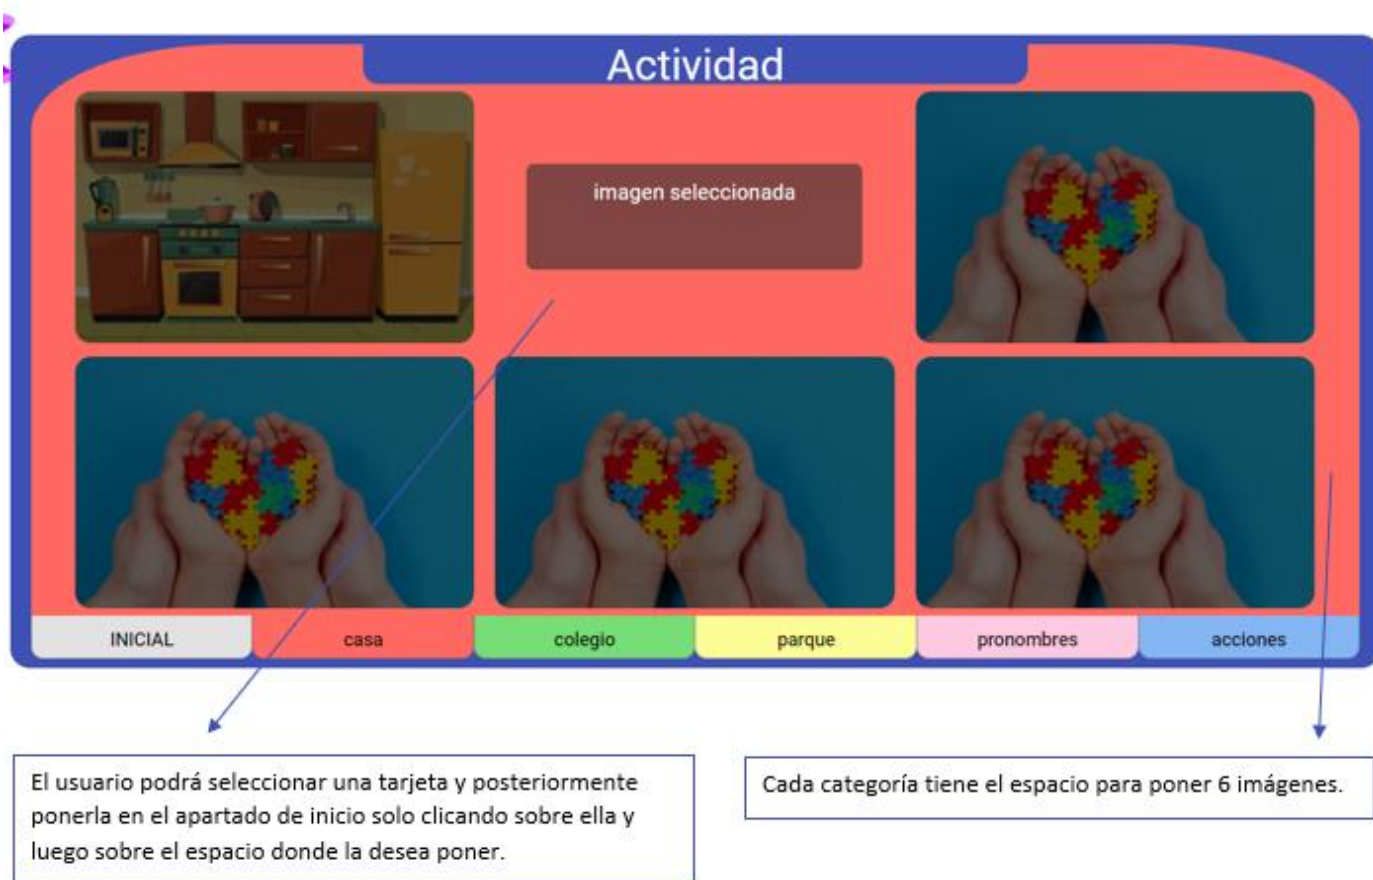 Actividad
imagen seleccionada
INICIAL
casa
colegio
parque
pronombres
acciones
El usuario podrá seleccionar una tarjeta y posteriormente
ponerla en el apartado de inicio solo clicando sobre ella y
luego sobre el espacio donde la desea poner.
Cada categoría tiene el espacio para poner 6 imágenes.